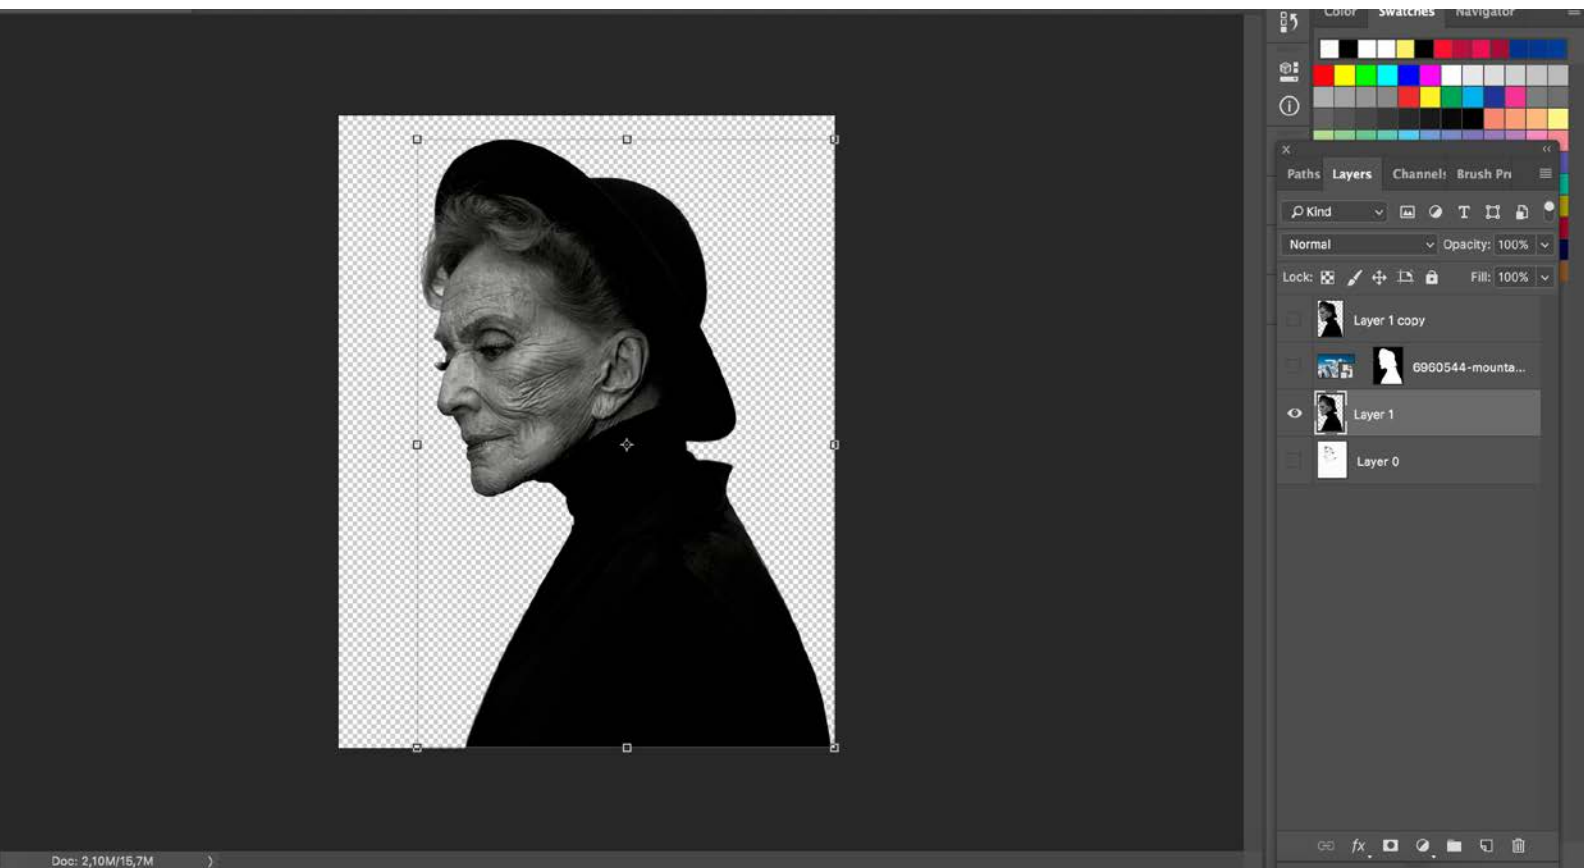 Color Swatches Navigator
Paths Layers Channels Brush Pr
Kind
Normal Opacity: 100%
Lock: Fill: 100%
Layer 1 copy
6960544-mounta...
Layer 1
Layer 0
fx
Doc: 2,10M/15,7M